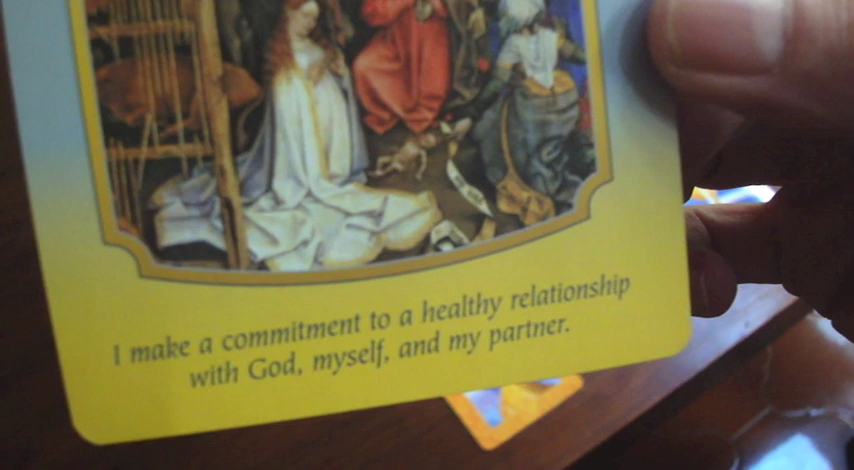 I make a commitment to a healthy relationship
with God, myself, and my partner.